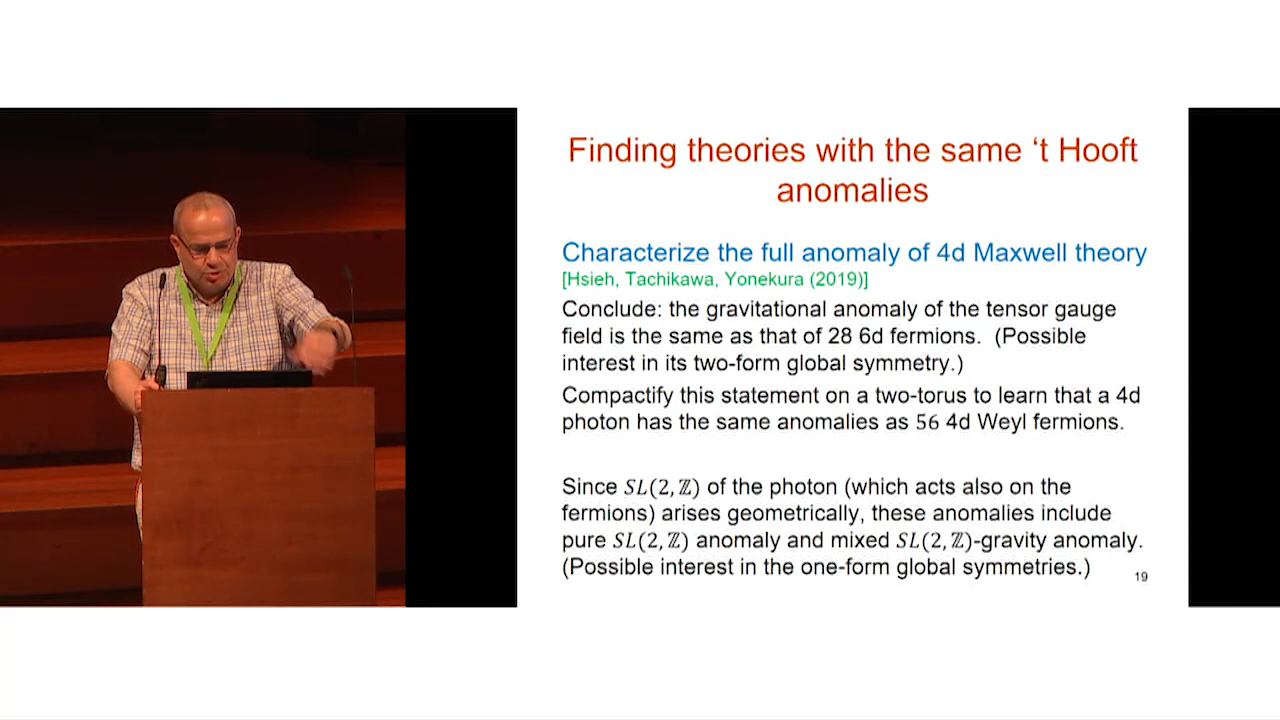 Finding theories with the same ‘t Hooft
anomalies
Characterize the full anomaly of 4d Maxwell theory
[Hsieh, Tachikawa, Yonekura (2019)]
Conclude: the gravitational anomaly of the tensor gauge
field is the same as that of 28 6d fermions. (Possible
interest in its two-form global symmetry.)
Compactify this statement on a two-torus to learn that a 4d
photon has the same anomalies as 56 4d Weyl fermions.
Since SL(2, ℤ) of the photon (which acts also on the
fermions) arises geometrically, these anomalies include
pure SL(2, ℤ) anomaly and mixed SL(2, ℤ)-gravity anomaly.
(Possible interest in the one-form global symmetries.)
19